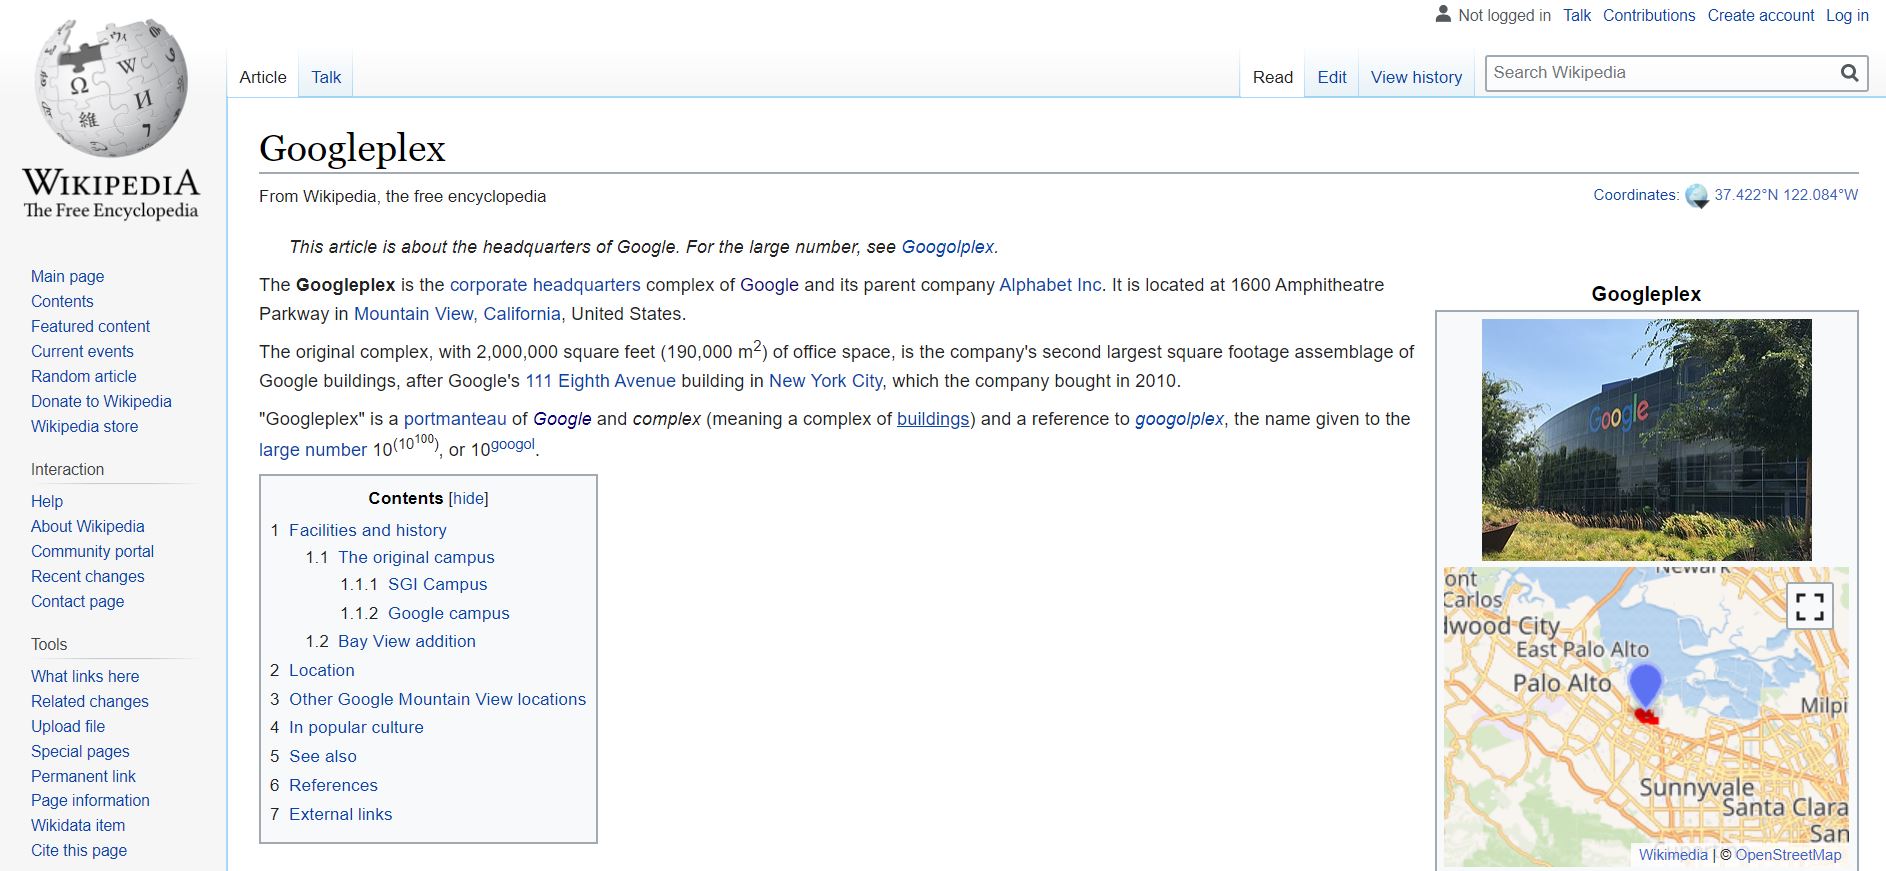 Not logged in Talk Contributions Create account Log in
Article Talk
Read Edit View history Search Wikipedia
WIKIPEDIA
The Free Encyclopedia
Main page
Contents
Featured content
Current events
Random article
Donate to Wikipedia
Wikipedia store
Interaction
Help
About Wikipedia
Community portal
Recent changes
Contact page
Tools
What links here
Related changes
Upload file
Special pages
Permanent link
Page information
Wikidata item
Cite this page
Googleplex
From Wikipedia, the free encyclopedia
Coordinates: 37.422°N 122.084°W
This article is about the headquarters of Google. For the large number, see Googolplex.
The Googleplex is the corporate headquarters complex of Google and its parent company Alphabet Inc. It is located at 1600 Amphitheatre
Parkway in Mountain View, California, United States.
The original complex, with 2,000,000 square feet (190,000 m²) of office space, is the company's second largest square footage assemblage of
Google buildings, after Google's 111 Eighth Avenue building in New York City, which the company bought in 2010.
"Googleplex" is a portmanteau of Google and complex (meaning a complex of buildings) and a reference to googolplex, the name given to the
large number 10(10100), or 10googol.
Contents [hide]
1 Facilities and history
1.1 The original campus
1.1.1 SGI Campus
1.1.2 Google campus
1.2 Bay View addition
2 Location
3 Other Google Mountain View locations
4 In popular culture
5 See also
6 References
7 External links
Googleplex
Google
Newark
ont
Carlos
dwood City
East Palo Alto
Palo Alto
Milpi
Sunnyvale
Santa Clara
San
Wikimedia | © OpenStreetMap